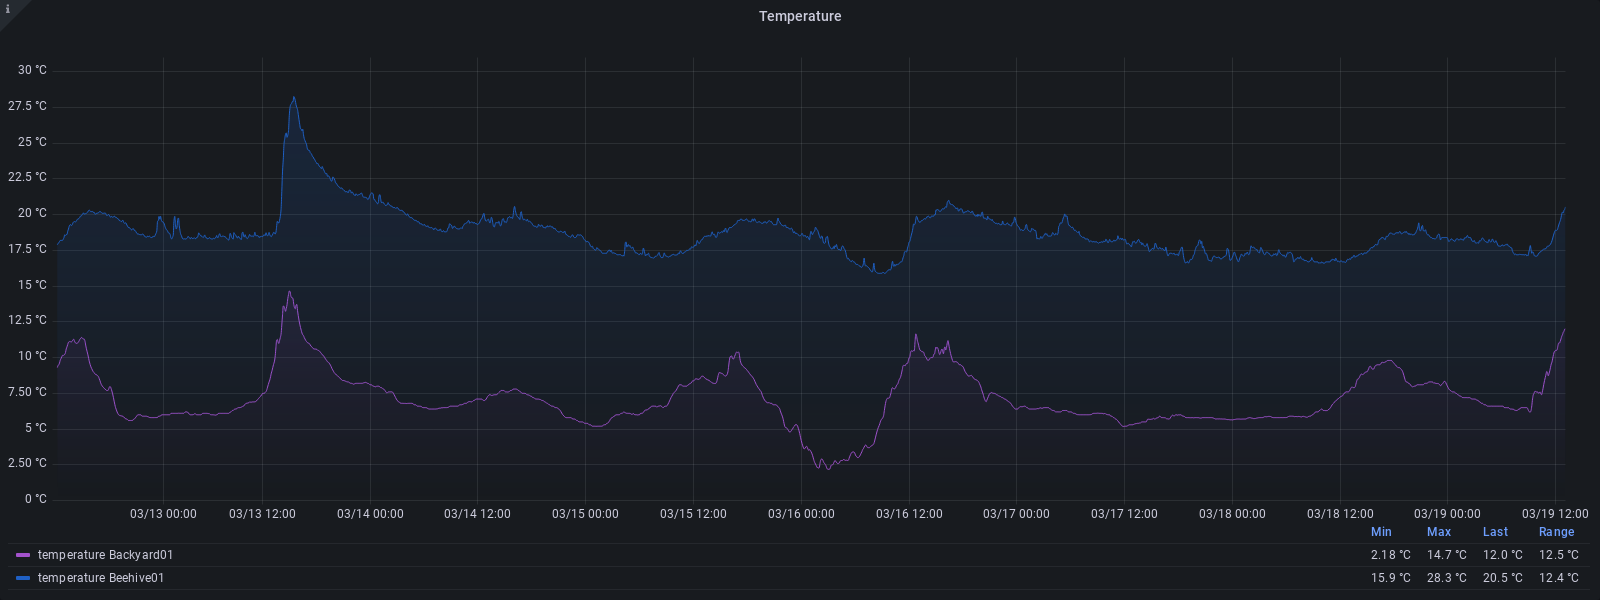 i
Temperature
30 °C
27.5 °C
25 °C
22.5 °C
20 °C
17.5 °C
15 °C
12.5 °C
10 °C
7.50 °C
5 °C
2.50 °C
0 °C
03/13 00:00 03/13 12:00 03/14 00:00 03/14 12:00 03/15 00:00 03/15 12:00 03/16 00:00 03/16 12:00 03/17 00:00 03/17 12:00 03/18 00:00 03/18 12:00 03/19 00:00 03/19 12:00
Min Max Last Range
temperature Backyard01 2.18 °C 14.7 °C 12.0 °C 12.5 °C
temperature Beehive01 15.9 °C 28.3 °C 20.5 °C 12.4 °C